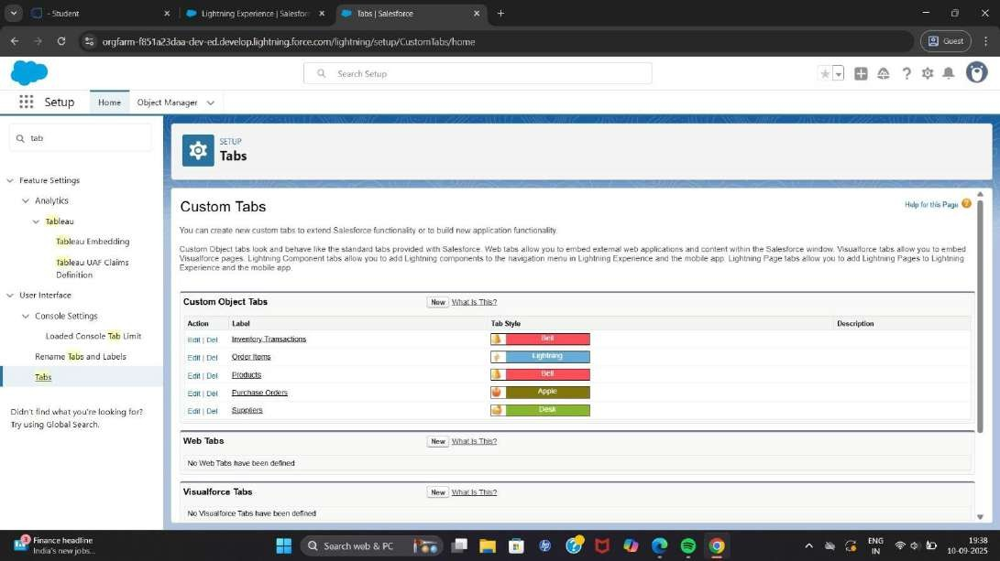 - Student
Lightning Experience | Salesfor
Tabs | Salesforce
orgfarm-f851a23daa-dev-ed.develop.lightning.force.com/lightning/setup/CustomTabs/home
Guest
Search Setup
Setup
Home
Object Manager
tab
Feature Settings
Analytics
Tableau
Tableau Embedding
Tableau UAF Claims
Definition
User Interface
Console Settings
Loaded Console Tab Limit
Rename Tabs and Labels
Tabs
Didn't find what you're looking for?
Try using Global Search.
SETUP
Tabs
Custom Tabs
Help for this Page
You can create new custom tabs to extend Salesforce functionality or to build new application functionality.
Custom Object tabs look and behave like the standard tabs provided with Salesforce. Web tabs allow you to embed external web applications and content within the Salesforce window. Visualforce tabs allow you to embed
Visualforce pages. Lightning Component tabs allow you to add Lightning components to the navigation menu in Lightning Experience and the mobile app. Lightning Page tabs allow you to add Lightning Pages to Lightning
Experience and the mobile app.
Custom Object Tabs New What Is This?
Action Label Tab Style Description
Edit | Del Inventory Transactions Bell
Edit | Del Order Items Lightning
Edit | Del Products Bell
Edit | Del Purchase Orders Apple
Edit | Del Suppliers Desk
Web Tabs New What Is This?
No Web Tabs have been defined
Visualforce Tabs New What Is This?
No Visualforce Tabs have been defined
Finance headline
India's new jobs...
Search web & PC
ENG
IN
19:38
10-09-2025